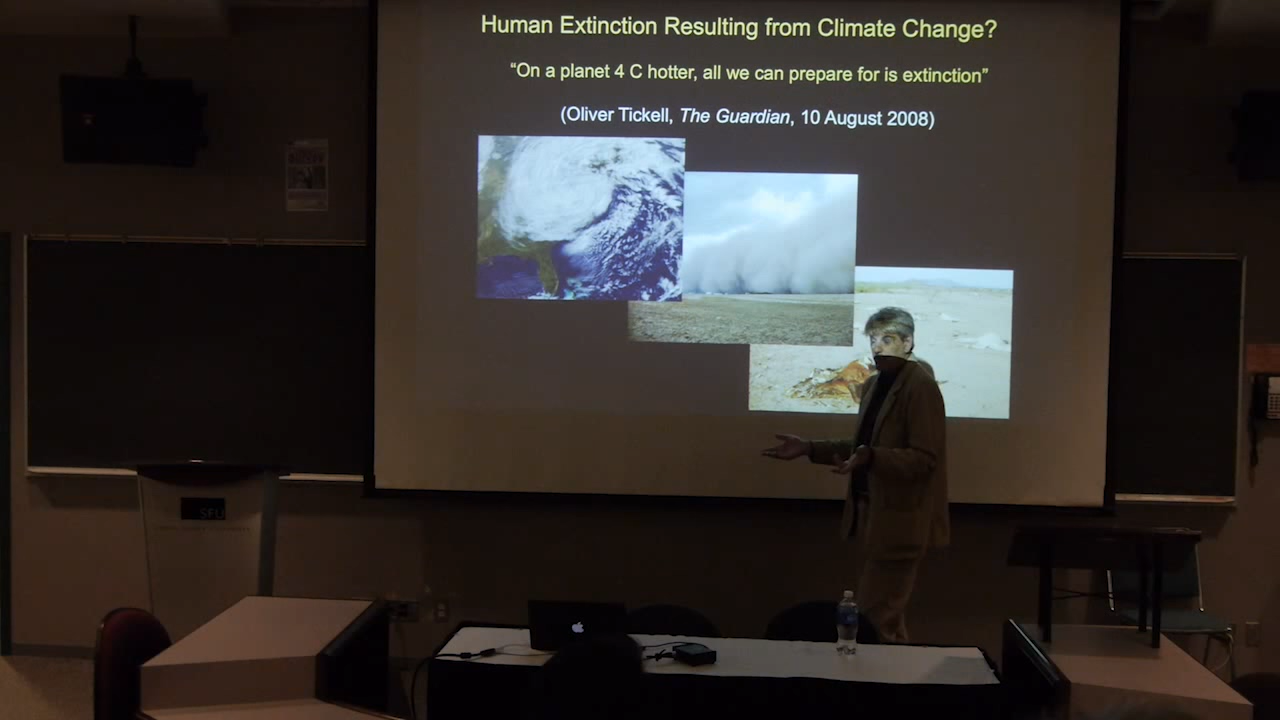 Human Extinction Resulting from Climate Change?
“On a planet 4 C hotter, all we can prepare for is extinction”
(Oliver Tickell, The Guardian, 10 August 2008)
SFU